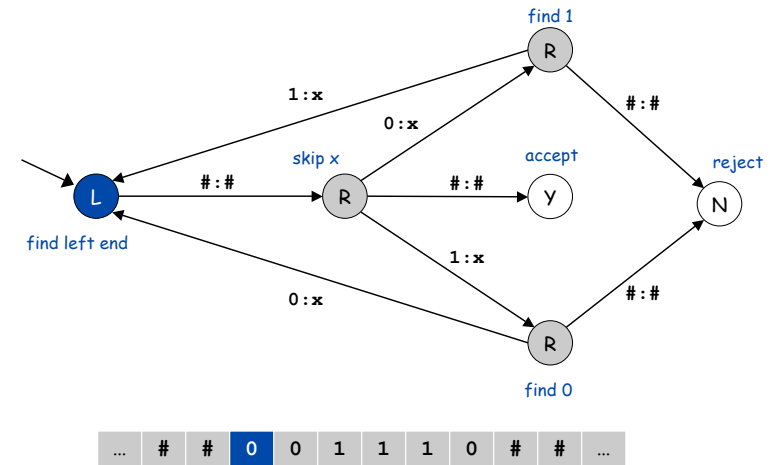 find 1
R
1:x
#:#
0:x
skip x
accept
reject
L
#:#
R
#:#
Y
N
find left end
1:x
0:x
#:#
R
find 0
... # # 0 0 1 1 1 0 # # ...